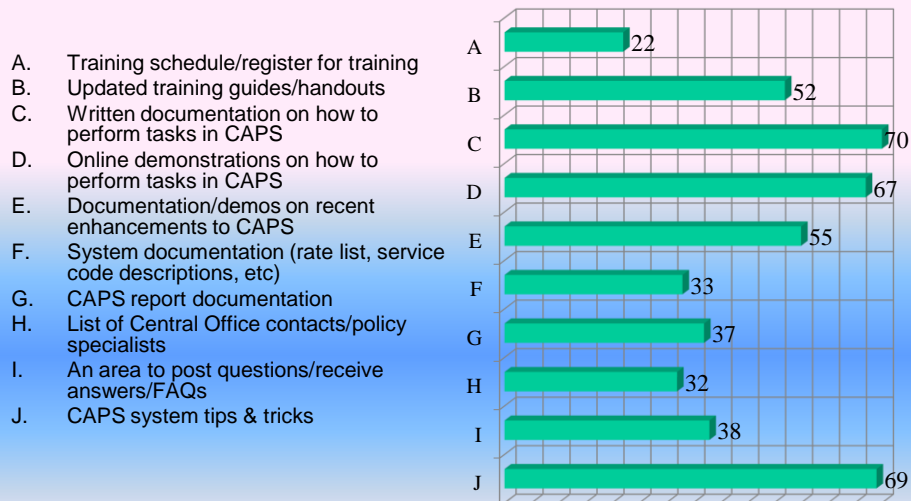 A. Training schedule/register for training
B. Updated training guides/handouts
C. Written documentation on how to
perform tasks in CAPS
D. Online demonstrations on how to
perform tasks in CAPS
E. Documentation/demos on recent
enhancements to CAPS
F. System documentation (rate list, service
code descriptions, etc)
G. CAPS report documentation
H. List of Central Office contacts/policy
specialists
I. An area to post questions/receive
answers/FAQs
J. CAPS system tips & tricks
A 22
B 52
C 70
D 67
E 55
F 33
G 37
H 32
I 38
J 69